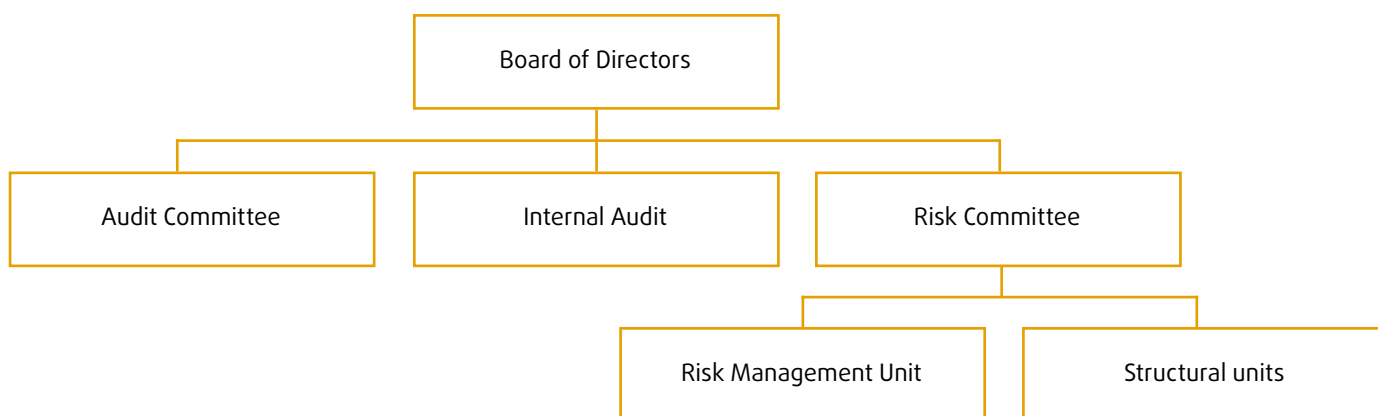 Board of Directors
Audit Committee
Internal Audit
Risk Committee
Risk Management Unit
Structural units